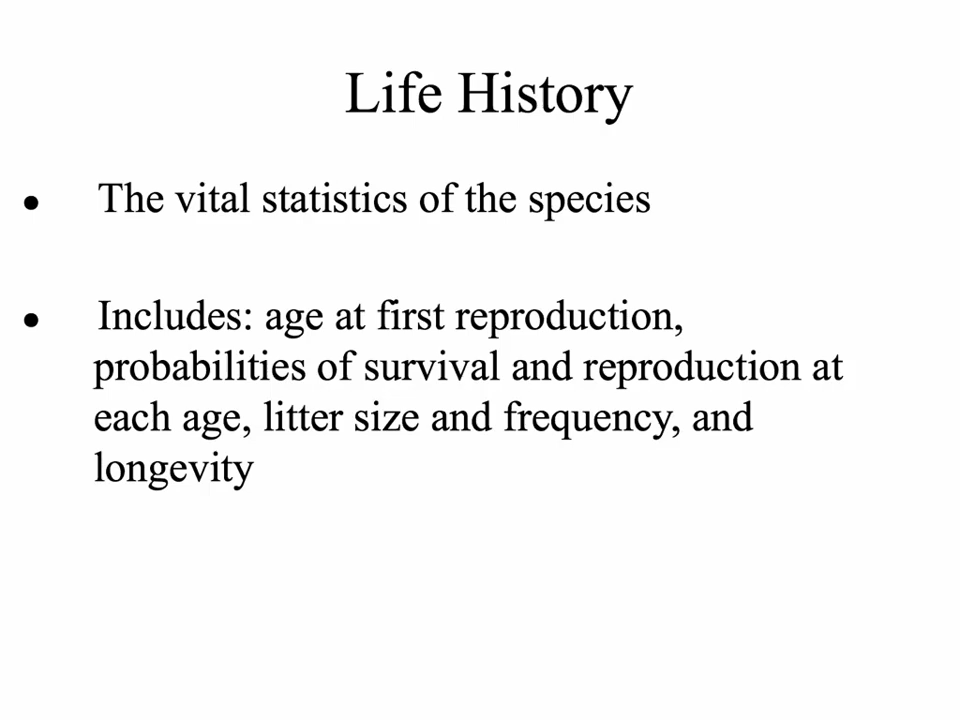 Life History
• The vital statistics of the species
• Includes: age at first reproduction,
probabilities of survival and reproduction at
each age, litter size and frequency, and
longevity